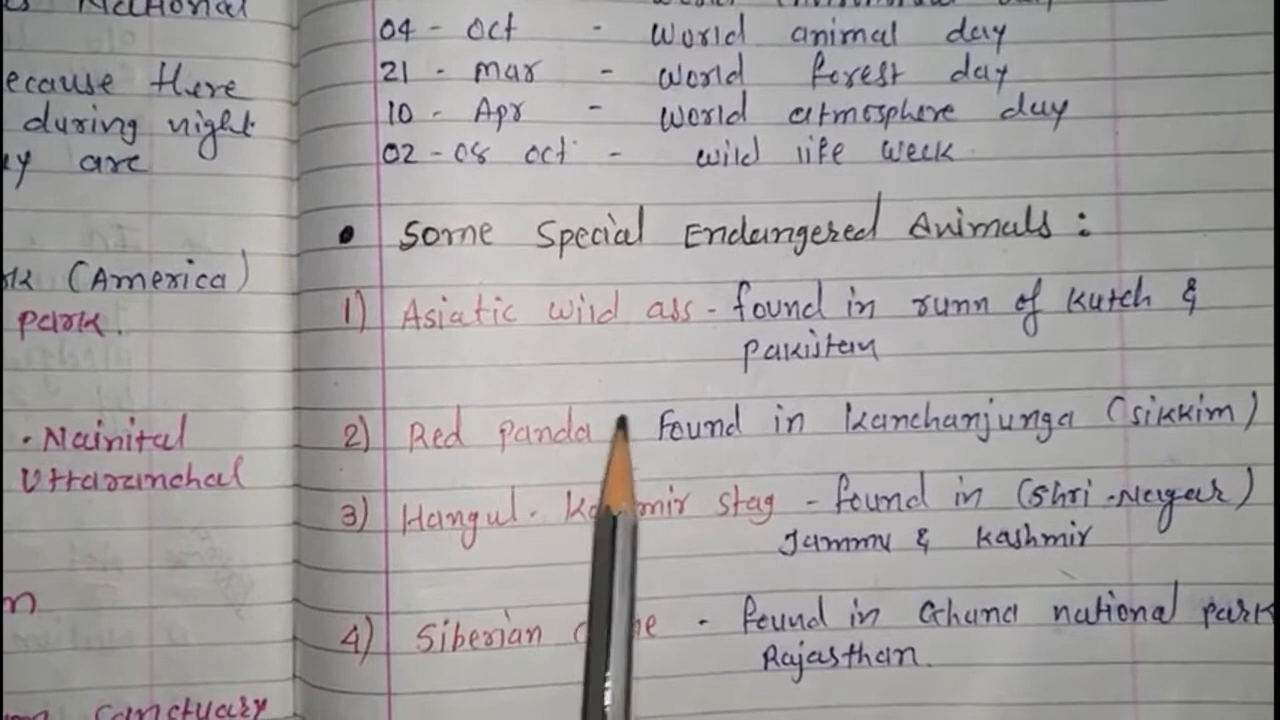 National
ecause there
during night
ey are
(America)
park.
. Nainital
Uttaranchal
Sanctuary
04 - Oct - World animal day
21 - Mar - World forest day
10 - Apr - World atmosphere day
02 - 08 Oct - wild life week
• Some Special Endangered Animals :
1) Asiatic wild ass - found in runn of Kutch &
Pakistan
2) Red Panda found in Kanchanjunga (Sikkim)
3) Hangul - stag - found in (Shri-Nagar)
Jammu & Kashmir
4) Siberian - found in Ghana national park
Rajasthan.